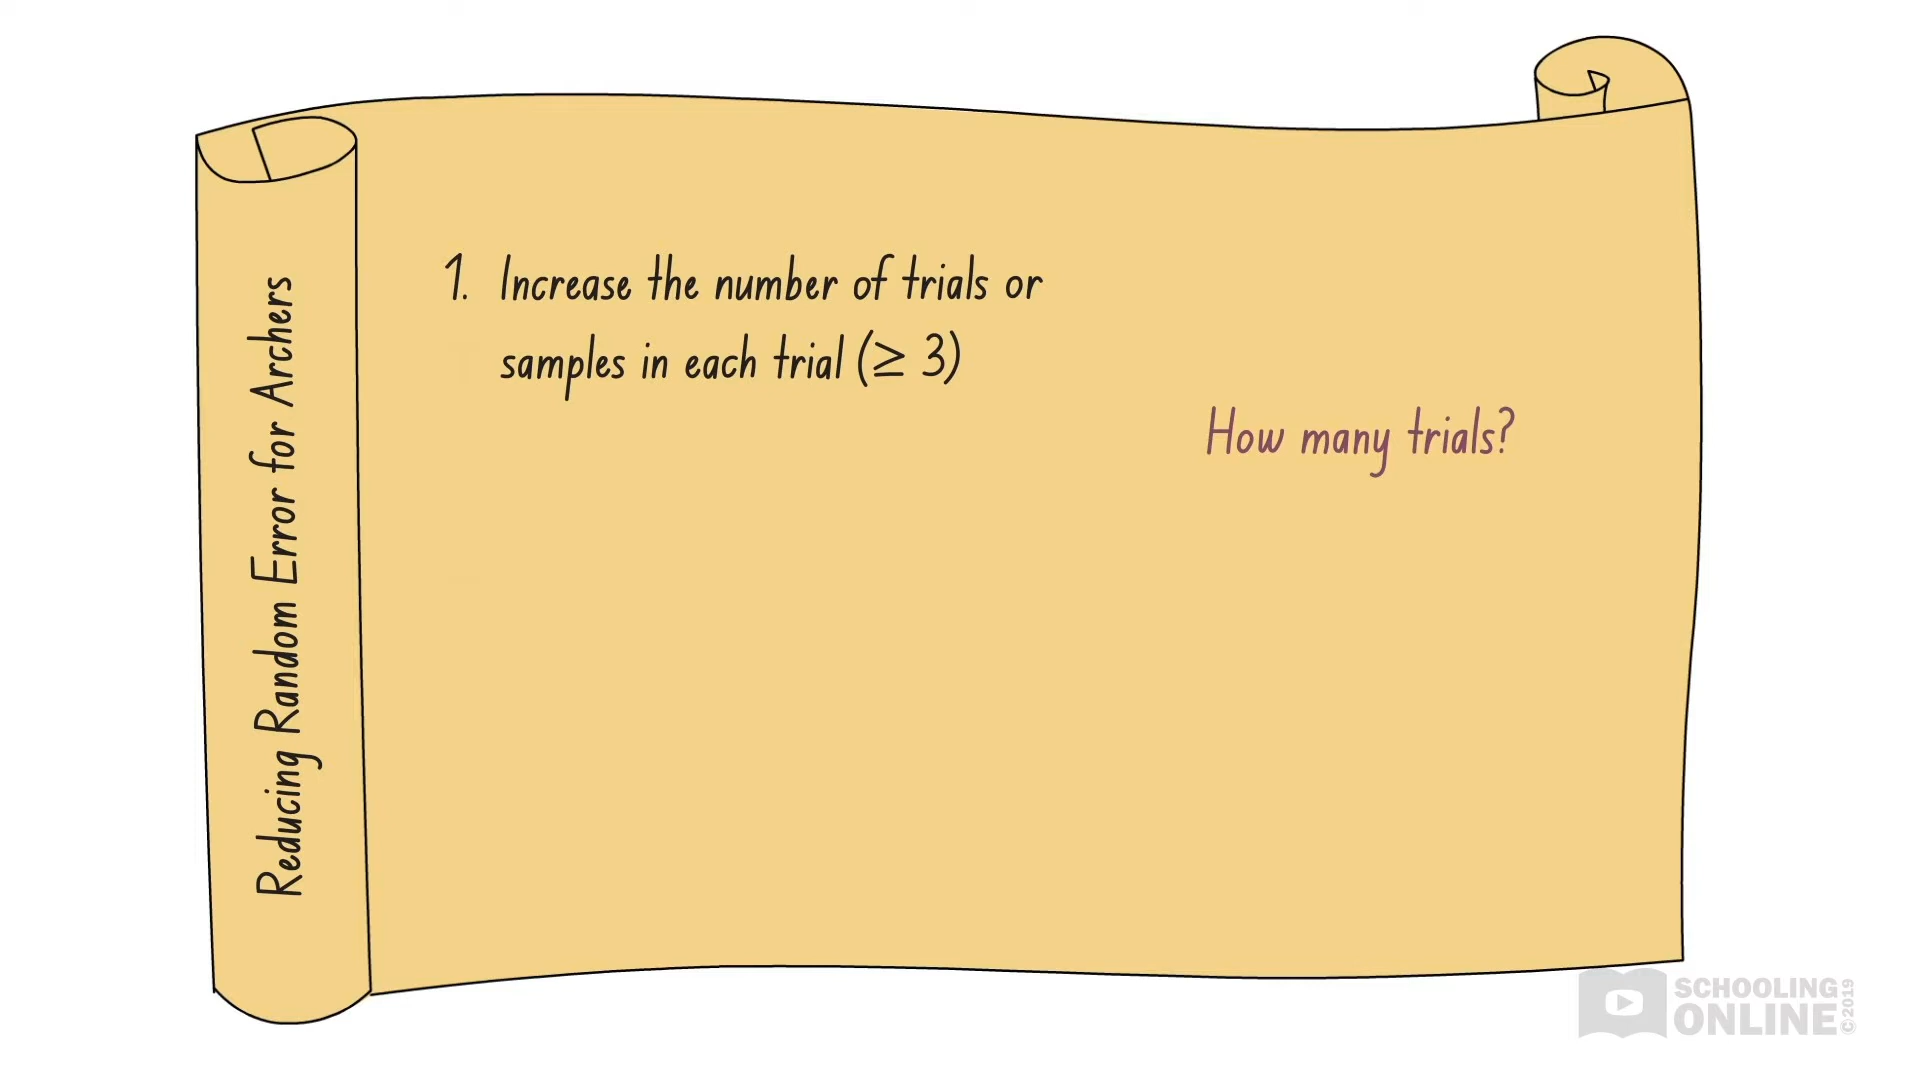 Reducing Random Error for Archers
1. Increase the number of trials or
samples in each trial (≥ 3)
How many trials?
SCHOOLING
ONLINE
©2019